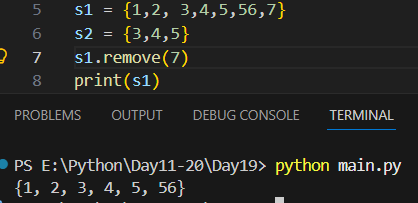 5 s1 = {1,2, 3,4,5,56,7}
6 s2 = {3,4,5}
7 s1.remove(7)
8 print(s1)
PROBLEMS OUTPUT DEBUG CONSOLE TERMINAL
PS E:\Python\Day11-20\Day19> python main.py
{1, 2, 3, 4, 5, 56}